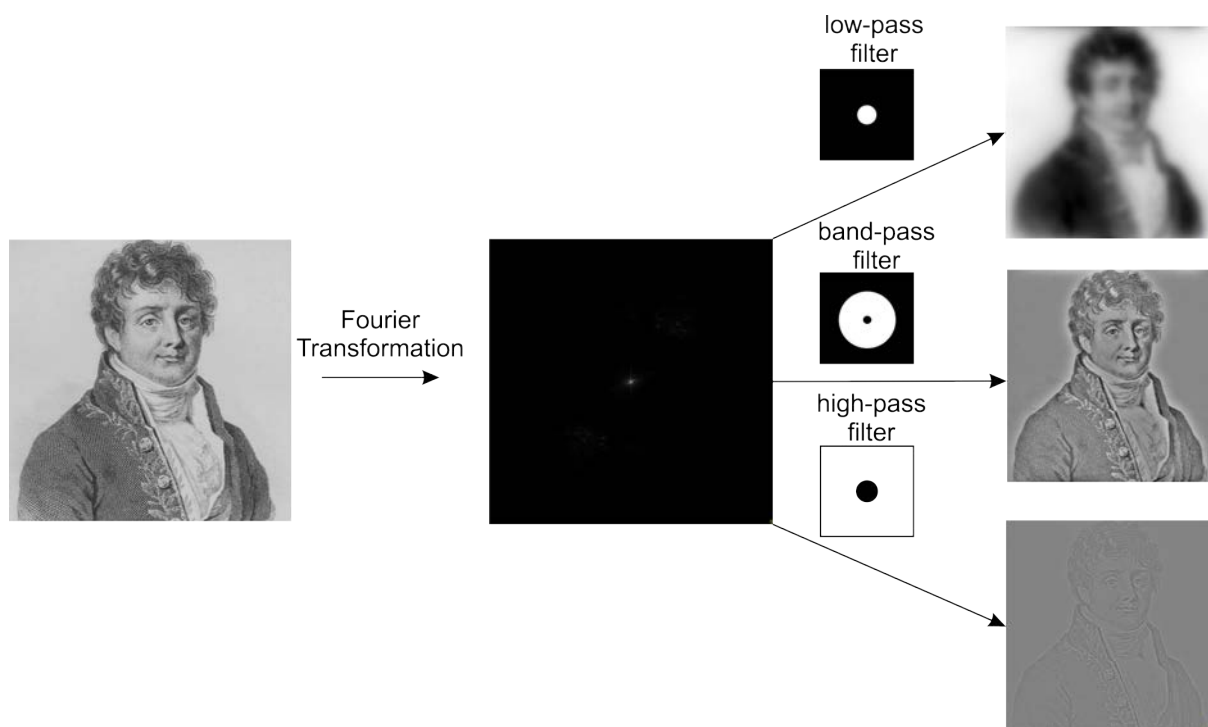 low-pass
filter
Fourier
Transformation
band-pass
filter
high-pass
filter